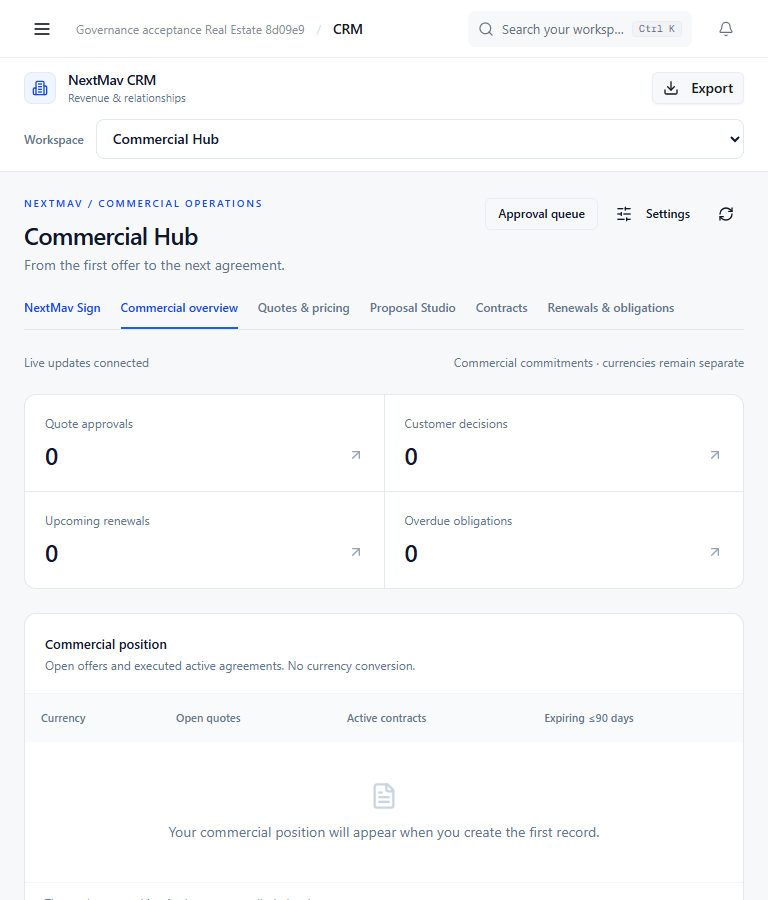 Governance acceptance Real Estate 8d09e9 / CRM
Search your worksp... Ctrl K
NextMav CRM
Revenue & relationships
Export
Workspace
Commercial Hub
NEXTMAV / COMMERCIAL OPERATIONS
Commercial Hub
From the first offer to the next agreement.
Approval queue
Settings
NextMav Sign
Commercial overview
Quotes & pricing
Proposal Studio
Contracts
Renewals & obligations
Live updates connected
Commercial commitments · currencies remain separate
Quote approvals
0
Customer decisions
0
Upcoming renewals
0
Overdue obligations
0
Commercial position
Open offers and executed active agreements. No currency conversion.
Currency
Open quotes
Active contracts
Expiring ≤90 days
Your commercial position will appear when you create the first record.